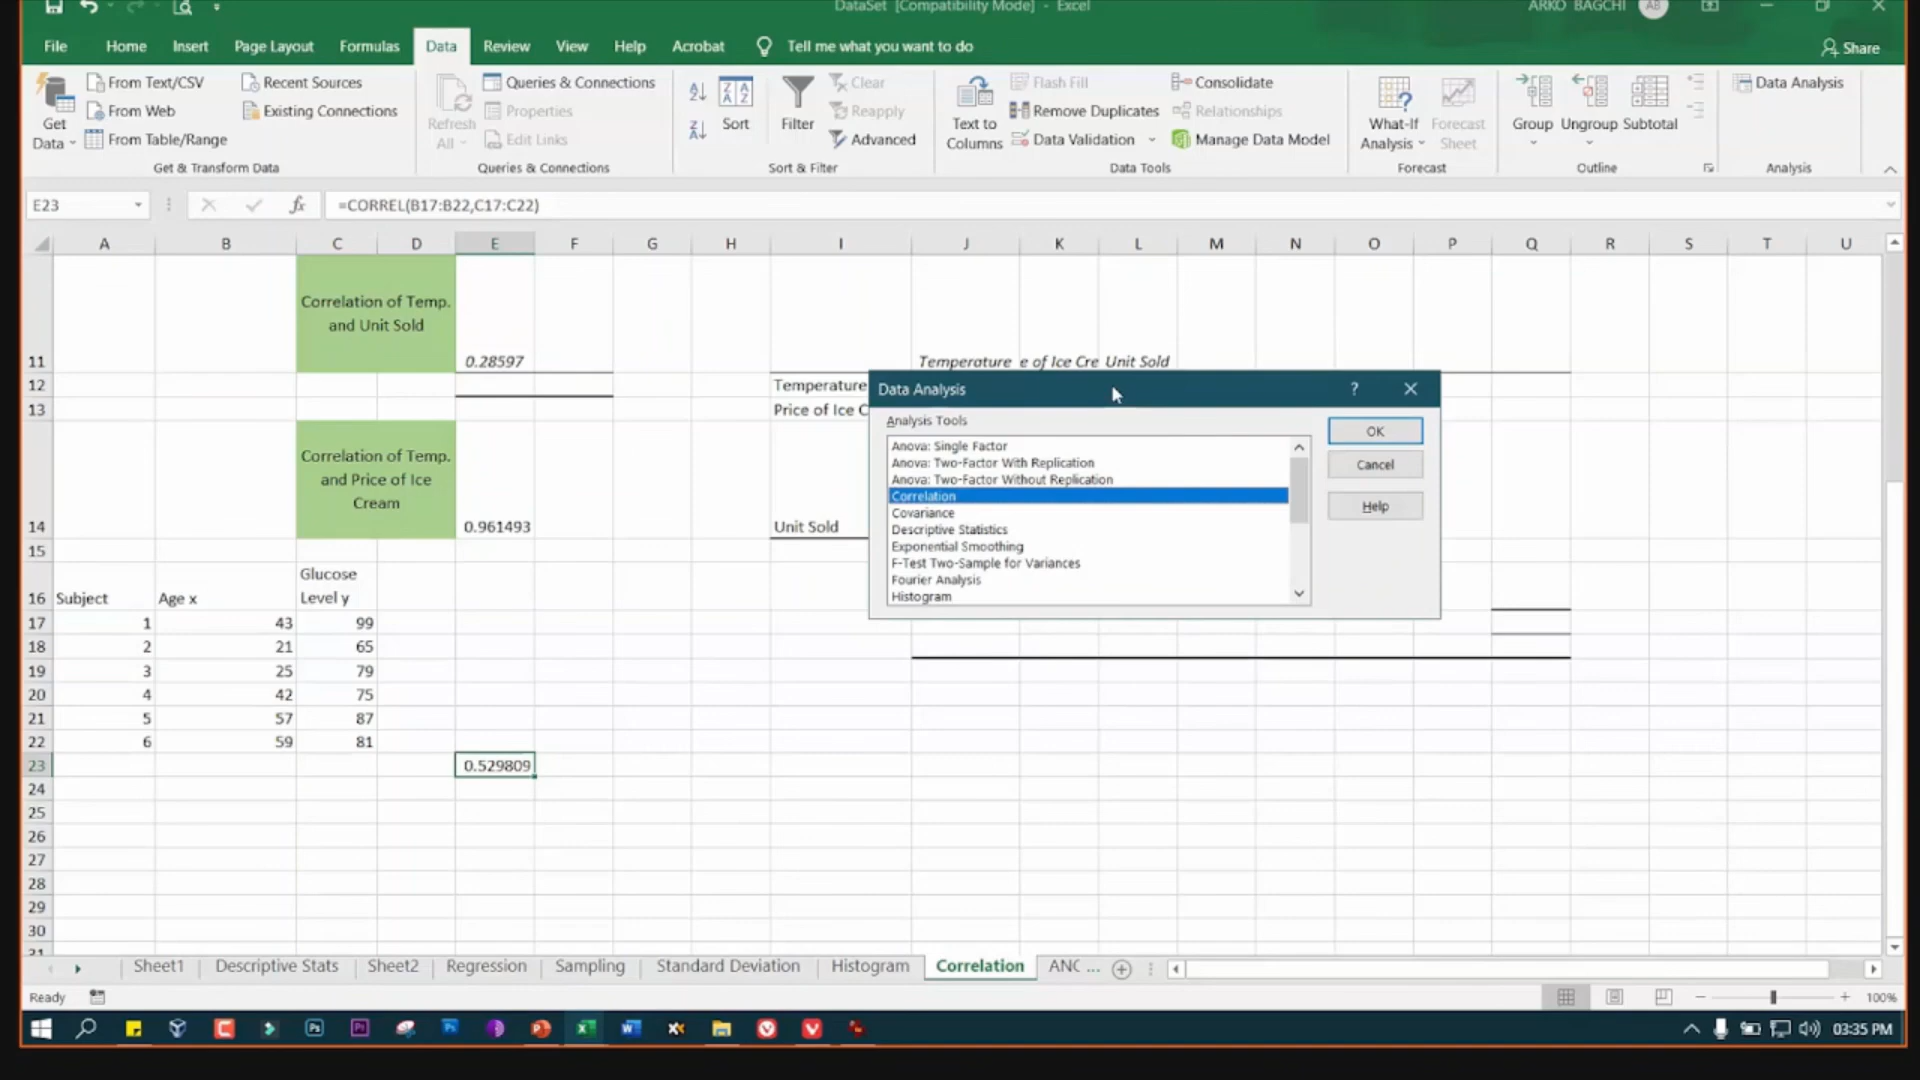 DataSet [Compatibility Mode] - Excel
ARKO BAGCHI AB
File Home Insert Page Layout Formulas Data Review View Help Acrobat Tell me what you want to do Share
Get Data
From Text/CSV
From Web
From Table/Range
Recent Sources
Existing Connections
Get & Transform Data
Refresh All
Queries & Connections
Properties
Edit Links
Queries & Connections
Sort
Filter
Clear
Reapply
Advanced
Sort & Filter
Text to Columns
Flash Fill
Remove Duplicates
Data Validation
Consolidate
Relationships
Manage Data Model
Data Tools
What-If Analysis
Forecast Sheet
Forecast
Group
Ungroup
Subtotal
Outline
Data Analysis
Analysis
E23 fx =CORREL(B17:B22,C17:C22)
A B C D E F G H I J K L M N O P Q R S T U
Correlation of Temp.
and Unit Sold
11 0.28597 Temperature e of Ice Cre Unit Sold
12 Temperature
13 Price of Ice C
Correlation of Temp.
and Price of Ice
Cream
14 0.961493 Unit Sold
15
Glucose
16 Subject Age x Level y
17 1 43 99
18 2 21 65
19 3 25 79
20 4 42 75
21 5 57 87
22 6 59 81
23 0.529809
24
25
26
27
28
29
30
31
Data Analysis ?
Analysis Tools
Anova: Single Factor
Anova: Two-Factor With Replication
Anova: Two-Factor Without Replication
Correlation
Covariance
Descriptive Statistics
Exponential Smoothing
F-Test Two-Sample for Variances
Fourier Analysis
Histogram
OK
Cancel
Help
Sheet1 Descriptive Stats Sheet2 Regression Sampling Standard Deviation Histogram Correlation ANC ...
Ready 100%
03:35 PM